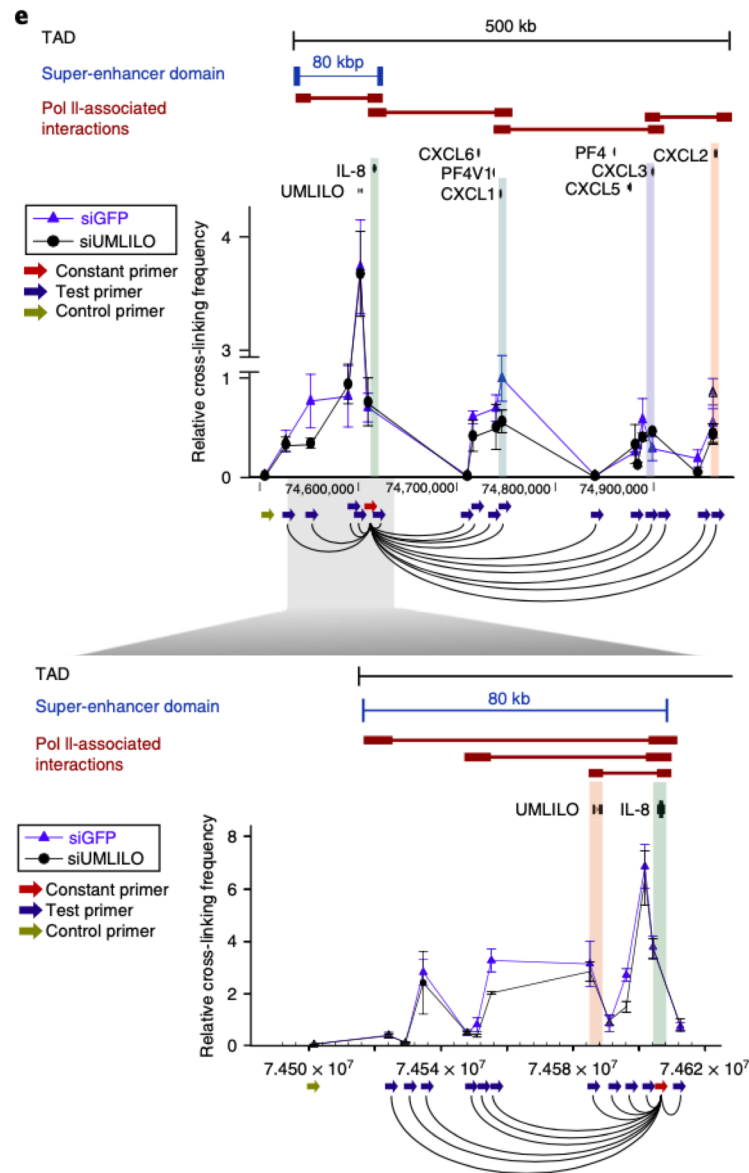 e
TAD
500 kb
Super-enhancer domain
80 kbp
Pol II-associated
interactions
CXCL6
PF4
CXCL2
IL-8
PF4V1
CXCL3
UMLILO
CXCL1
CXCL5
siGFP
siUMLILO
Constant primer
Test primer
Control primer
Relative cross-linking frequency
4
3
1
0
74,600,000
74,700,000
74,800,000
74,900,000
TAD
Super-enhancer domain
80 kb
Pol II-associated
interactions
UMLILO
IL-8
siGFP
siUMLILO
Constant primer
Test primer
Control primer
Relative cross-linking frequency
8
6
4
2
0
7.450 × 10⁷
7.454 × 10⁷
7.458 × 10⁷
7.462 × 10⁷